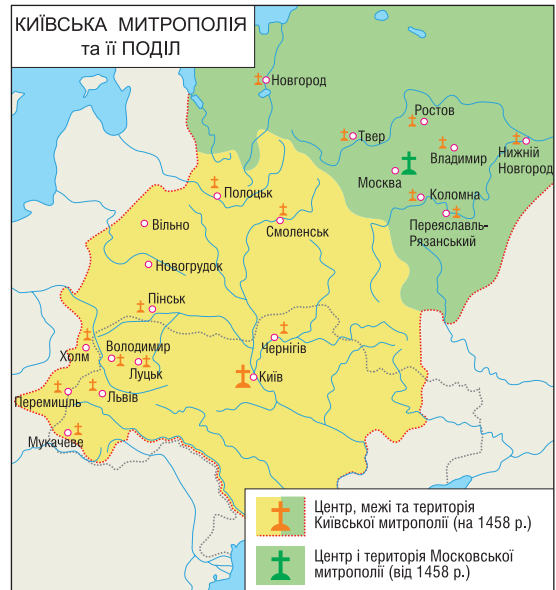 КИЇВСЬКА МИТРОПОЛІЯ
та її ПОДІЛ
Новгород
Ростов
Твер
Владимир
Нижній
Новгород
Москва
Коломна
Переяславль-
Рязанський
Полоцьк
Смоленськ
Вільно
Новогрудок
Пінськ
Чернігів
Холм
Володимир
Луцьк
Київ
Перемишль
Львів
Мукачеве
Центр, межі та територія
Київської митрополії (на 1458 р.)
Центр і територія Московської
митрополії (від 1458 р.)